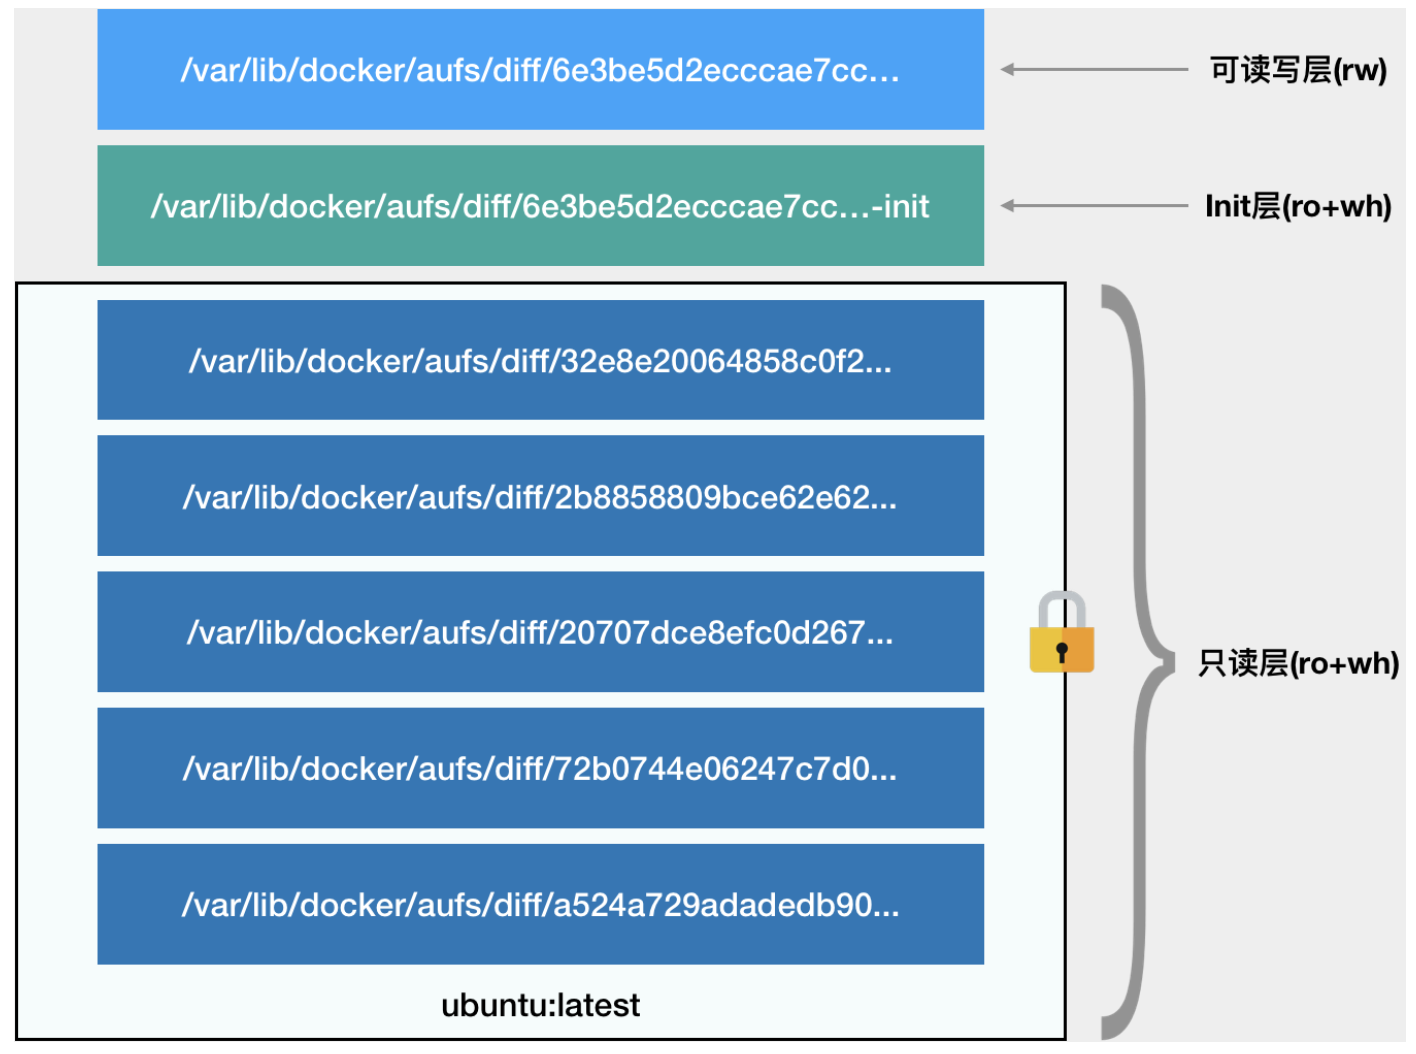 /var/lib/docker/aufs/diff/6e3be5d2ecccae7cc...
可读写层(rw)
/var/lib/docker/aufs/diff/6e3be5d2ecccae7cc...-init
Init层(ro+wh)
/var/lib/docker/aufs/diff/32e8e20064858c0f2...
/var/lib/docker/aufs/diff/2b8858809bce62e62...
/var/lib/docker/aufs/diff/20707dce8efc0d267...
只读层(ro+wh)
/var/lib/docker/aufs/diff/72b0744e06247c7d0...
/var/lib/docker/aufs/diff/a524a729adadedb90...
ubuntu:latest